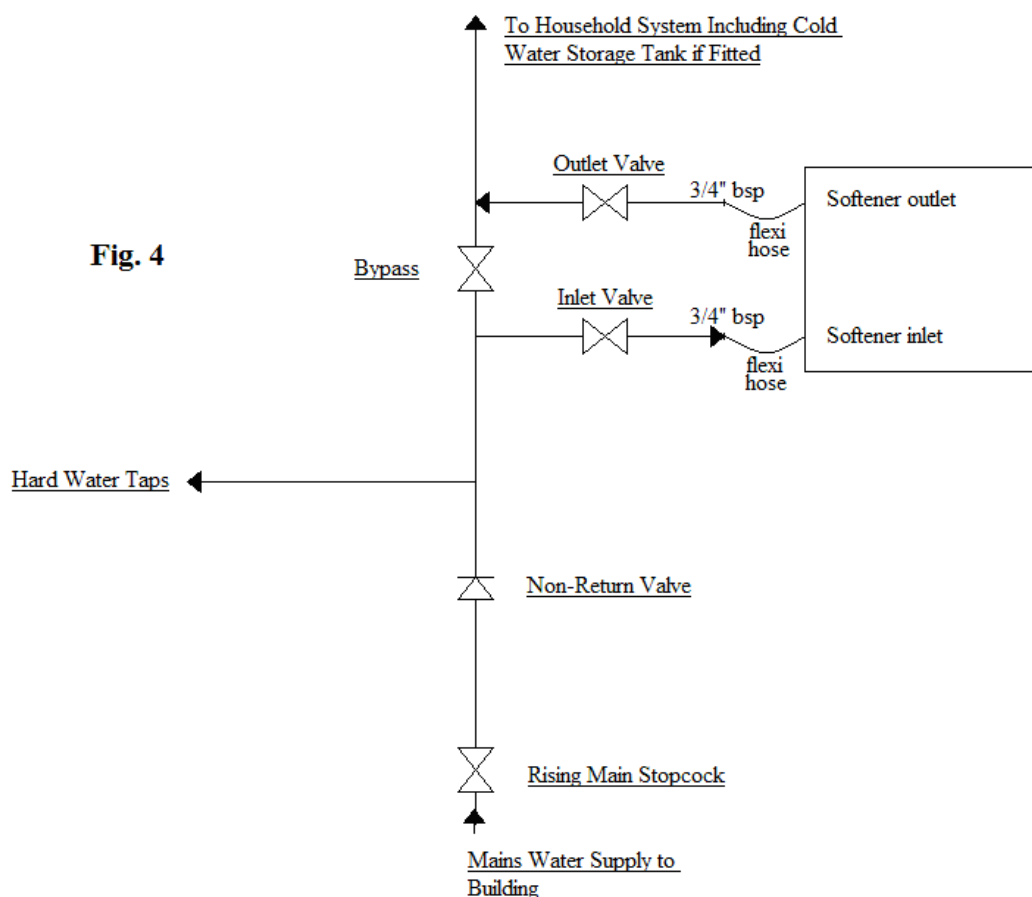 To Household System Including Cold
Water Storage Tank if Fitted
Outlet Valve
3/4" bsp
Softener outlet
flexi
hose
Fig. 4
Bypass
Inlet Valve
3/4" bsp
Softener inlet
flexi
hose
Hard Water Taps
Non-Return Valve
Rising Main Stopcock
Mains Water Supply to
Building